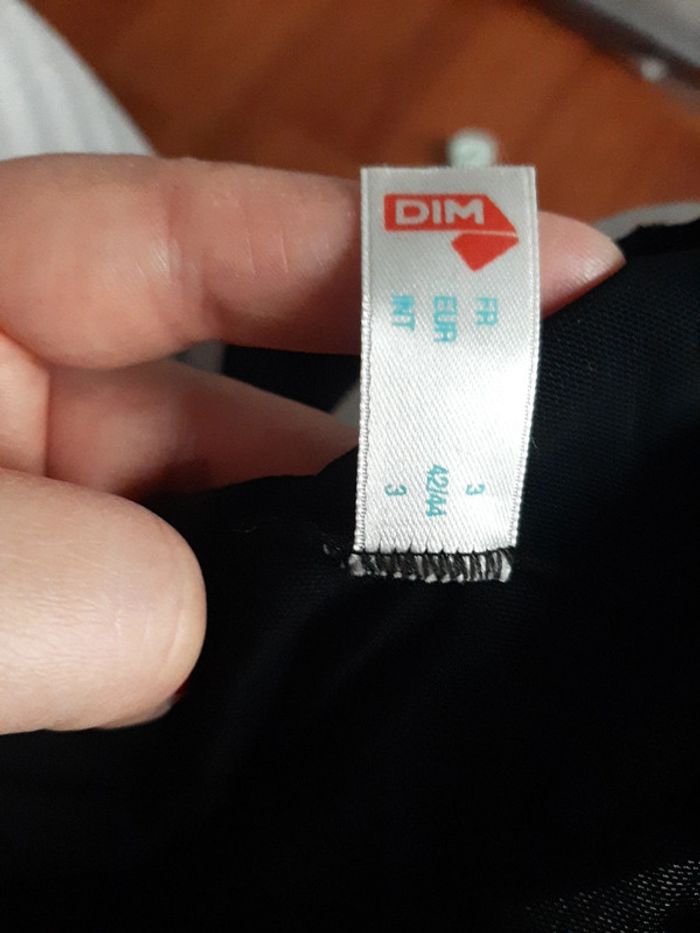 DIM
FR 3
EUR 42/44
INT 3